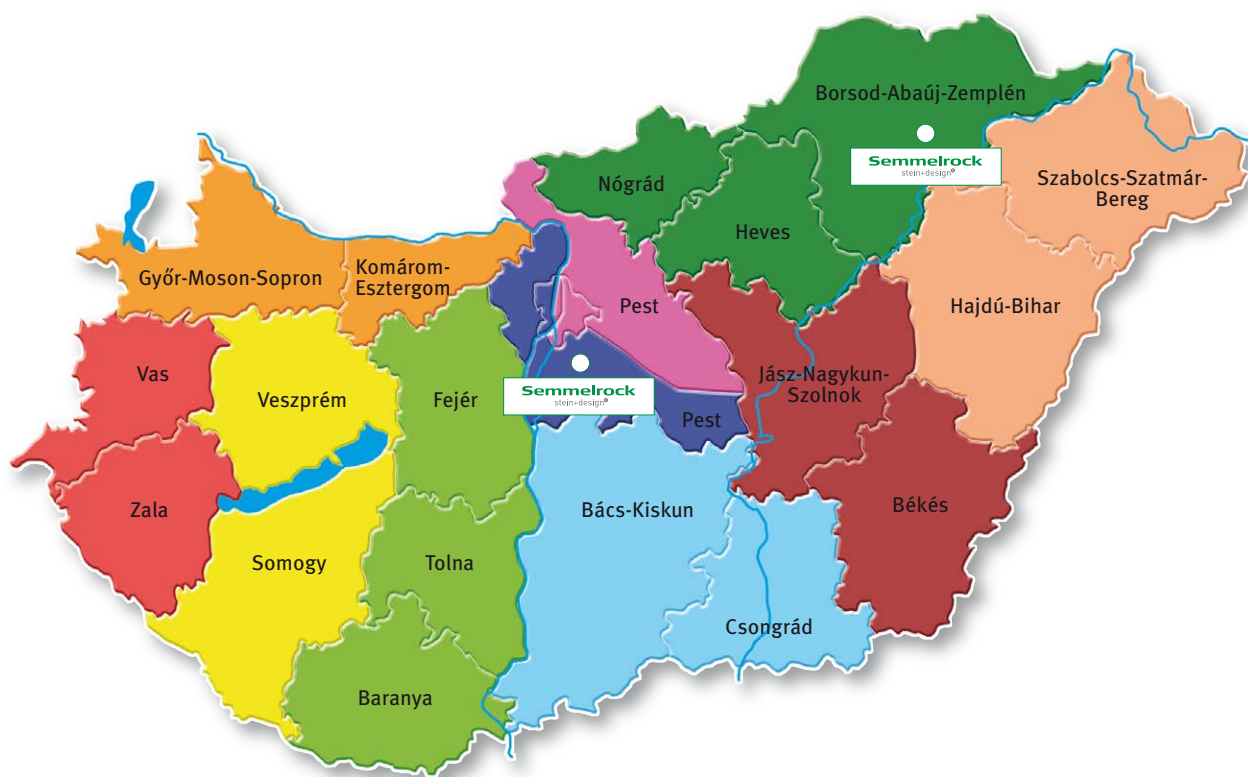 Borsod-Abaúj-Zemplén
Semmelrock
stein+design®
Szabolcs-Szatmár-
Bereg
Nógrád
Heves
Győr-Moson-Sopron
Komárom-
Esztergom
Pest
Hajdú-Bihar
Vas
Veszprém
Fejér
Semmelrock
stein+design®
Pest
Jász-Nagykun-
Szolnok
Zala
Somogy
Tolna
Bács-Kiskun
Békés
Csongrád
Baranya